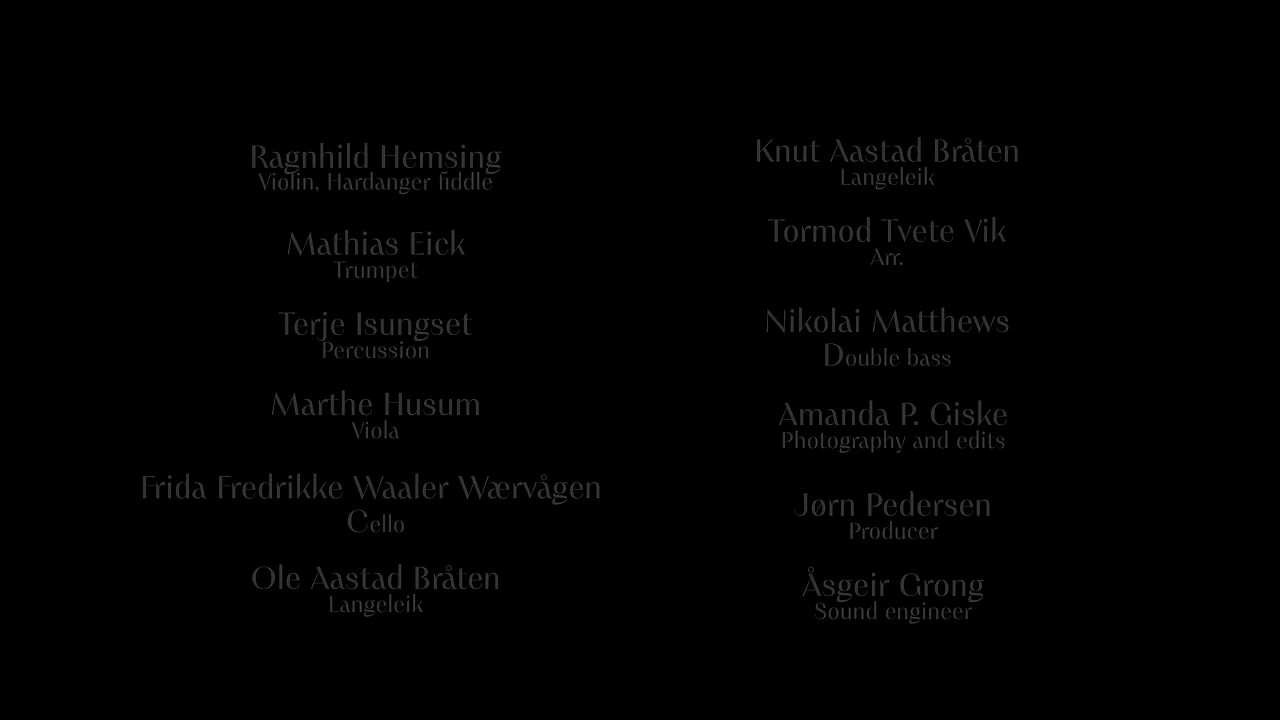 Ragnhild Hemsing
Violin, Hardanger fiddle
Mathias Eick
Trumpet
Terje Isungset
Percussion
Marthe Husum
Viola
Frida Fredrikke Waaler Wærvågen
Cello
Ole Aastad Bråten
Langeleik
Knut Aastad Bråten
Langeleik
Tormod Tvete Vik
Arr.
Nikolai Matthews
Double bass
Amanda P. Giske
Photography and edits
Jørn Pedersen
Producer
Åsgeir Grong
Sound engineer